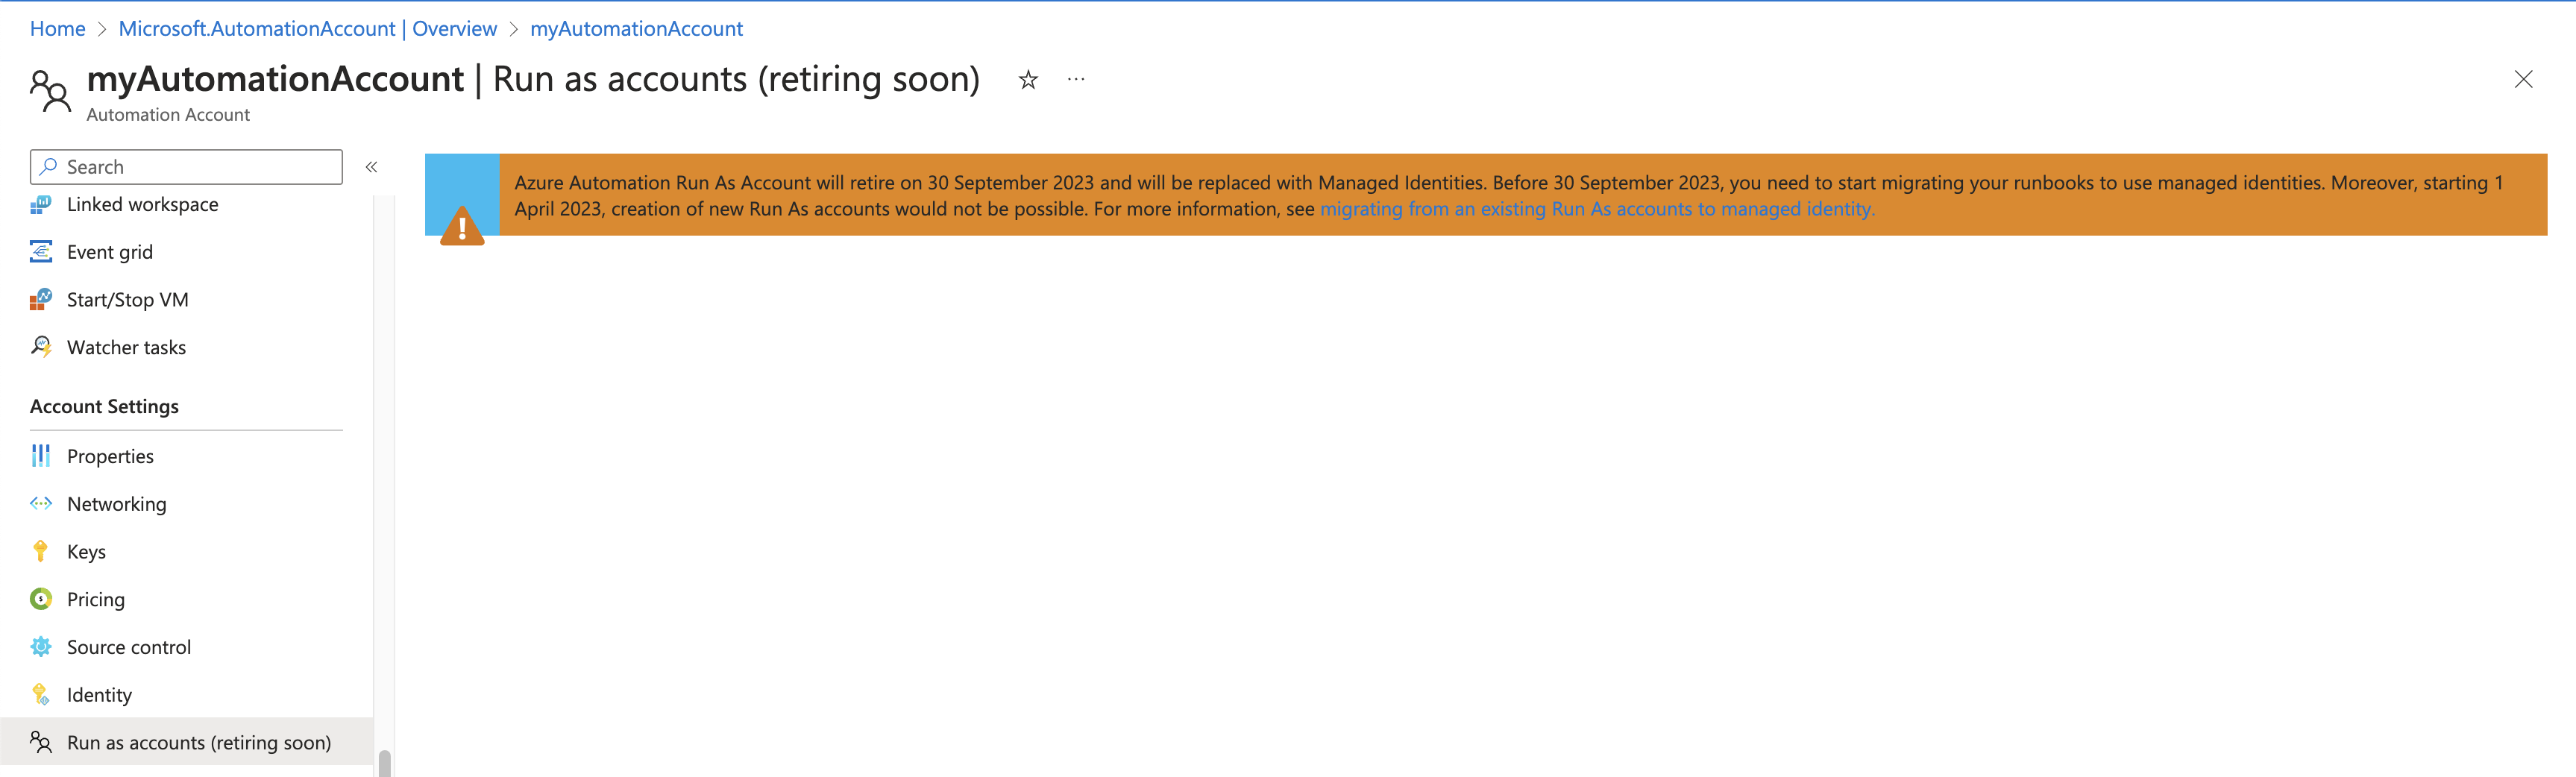 Home > Microsoft.AutomationAccount | Overview > myAutomationAccount
myAutomationAccount | Run as accounts (retiring soon)
Automation Account
Search
Linked workspace
Event grid
Start/Stop VM
Watcher tasks
Account Settings
Properties
Networking
Keys
Pricing
Source control
Identity
Run as accounts (retiring soon)
Azure Automation Run As Account will retire on 30 September 2023 and will be replaced with Managed Identities. Before 30 September 2023, you need to start migrating your runbooks to use managed identities. Moreover, starting 1
April 2023, creation of new Run As accounts would not be possible. For more information, see migrating from an existing Run As accounts to managed identity.